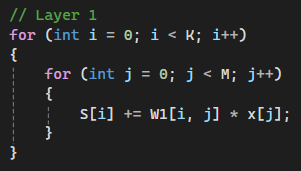 // Layer 1
for (int i = 0; i < K; i++)
{
    for (int j = 0; j < M; j++)
    {
        S[i] += W1[i, j] * x[j];
    }
}